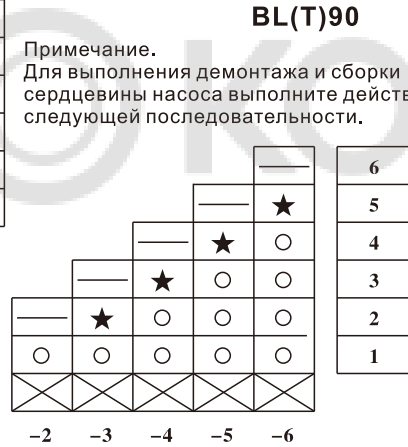 BL(T)90
Примечание.
Для выполнения демонтажа и сборки
сердцевины насоса выполните
следующей последовательности.
6
5
4
3
2
1
-2 -3 -4 -5 -6